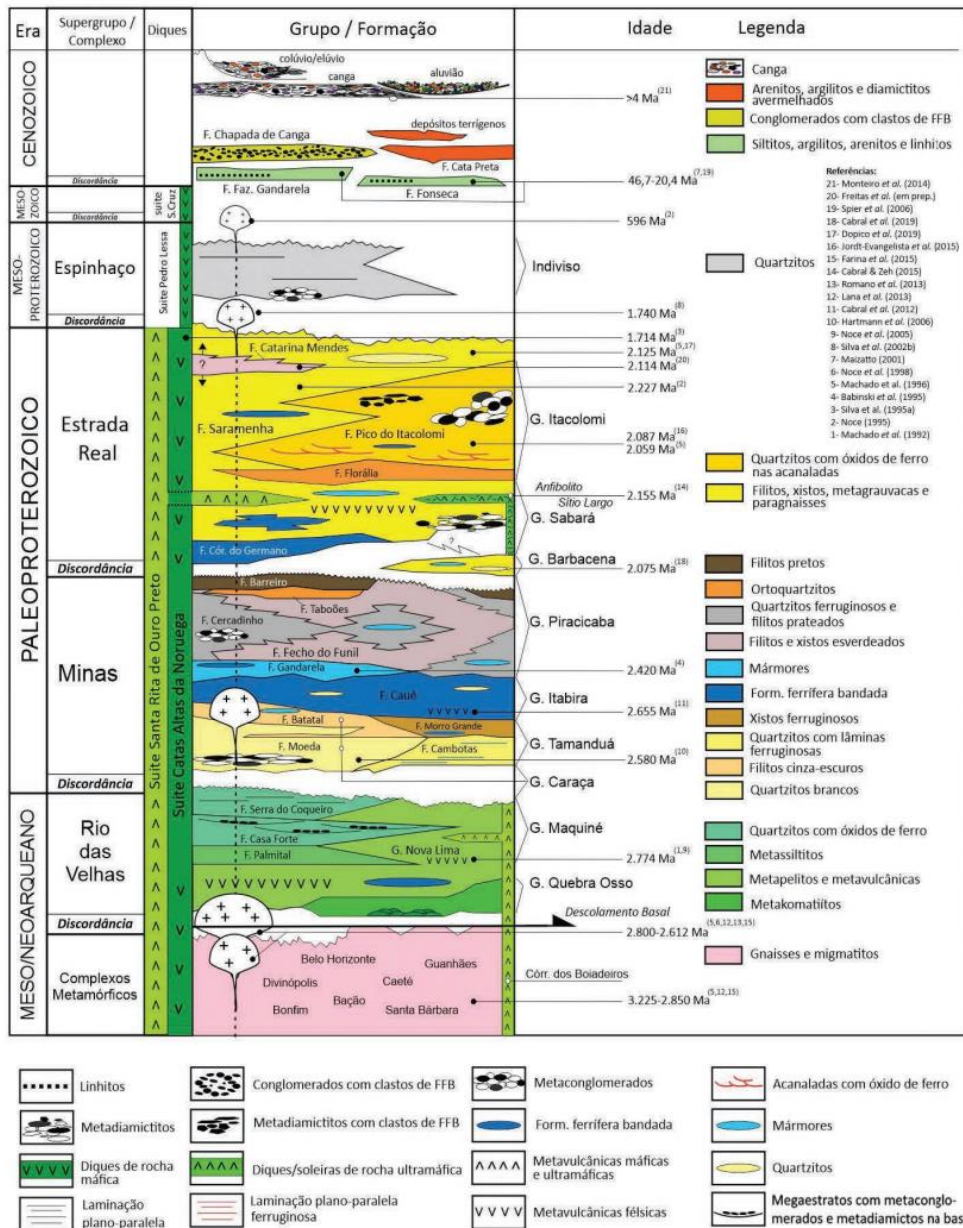 Era
Supergrupo /
Complexo
Diques
Grupo / Formação
Idade
Legenda
CENOZOICO
Discordância
colúvio/elúvio
canga
aluvião
>4 Ma (21)
depósitos terrígenos
F. Chapada de Canga
F. Cata Preta
F. Faz. Gandarela
F. Fonseca
46,7-20,4 Ma (7,19)
MESO-
ZOICO
Discordância
suite
S.Cruz
596 Ma (2)
MESO-
PROTEROZOICO
Espinhaço
Discordância
Suite Pedro Lessa
Indiviso
1.740 Ma (8)
PALEOPROTEROZOICO
Estrada
Real
Discordância
1.714 Ma (3)
F. Catarina Mendes
?
2.125 Ma (5,17)
2.114 Ma (20)
2.227 Ma (2)
G. Itacolomi
F. Saramenha
F. Pico do Itacolomi
2.087 Ma (16)
2.059 Ma (5)
F. Florália
Anfibolito
Sítio Largo
2.155 Ma (14)
G. Sabará
?
F. Cór. do Germano
G. Barbacena
2.075 Ma (18)
Minas
Discordância
Suite Santa Rita de Ouro Preto
Suite Catas Altas da Noruega
F. Barreiro
F. Taboões
F. Cercadinho
G. Piracicaba
F. Fecho do Funil
F. Gandarela
2.420 Ma (4)
F. Cauê
G. Itabira
2.655 Ma (11)
F. Batatal
F. Morro Grande
F. Moeda
F. Cambotas
G. Tamanduá
2.580 Ma (10)
G. Caraça
MESO/NEOARQUEANO
Rio
das
Velhas
Discordância
F. Serra do Coqueiro
F. Casa Forte
F. Palmital
G. Nova Lima
G. Maquiné
2.774 Ma (1,9)
G. Quebra Osso
Descolamento Basal
2.800-2.612 Ma (5,6,12,13,15)
Complexos
Metamórficos
Belo Horizonte
Guanhães
Divinópolis
Caeté
Bação
Bonfim
Santa Bárbara
Córr. dos Boiadeiros
3.225-2.850 Ma (5,12,15)
Canga
Arenitos, argilitos e diamictitos
avermelhados
Conglomerados com clastos de FFB
Siltitos, argilitos, arenitos e linhitos
Referências:
21- Monteiro et al. (2014)
20- Freitas et al. (em prep.)
19- Spier et al. (2006)
18- Cabral et al. (2019)
17- Dopico et al. (2019)
16- Jordt-Evangelista et al. (2015)
15- Farina et al. (2015)
14- Cabral & Zeh (2015)
13- Romano et al. (2013)
12- Lana et al. (2013)
11- Cabral et al. (2012)
10- Hartmann et al. (2006)
9- Noce et al. (2005)
8- Silva et al. (2002b)
7- Maizatto (2001)
6- Noce et al. (1998)
5- Machado et al. (1996)
4- Babinski et al. (1995)
3- Silva et al. (1995a)
2- Noce (1995)
1- Machado et al. (1992)
Quartzitos
Quartzitos com óxidos de ferro
nas acanaladas
Filitos, xistos, metagrauvacas e
paragnaisses
Filitos pretos
Ortoquartzitos
Quartzitos ferruginosos e
filitos prateados
Filitos e xistos esverdeados
Mármores
Form. ferrífera bandada
Xistos ferruginosos
Quartzitos com lâminas
ferruginosas
Filitos cinza-escuros
Quartzitos brancos
Quartzitos com óxidos de ferro
Metassiltitos
Metapelitos e metavulcânicas
Metakomatiítos
Gnaisses e migmatitos
Linhitos
Conglomerados com clastos de FFB
Metaconglomerados
Acanaladas com óxido de ferro
Metadiamictitos
Metadiamictitos com clastos de FFB
Form. ferrífera bandada
Mármores
Diques de rocha
máfica
Diques/soleiras de rocha ultramáfica
Metavulcânicas máficas
e ultramáficas
Quartzitos
Laminação
plano-paralela
Laminação plano-paralela
ferruginosa
Metavulcânicas félsicas
Megaestratos com metaconglo-
merados e metadiamictos na bas